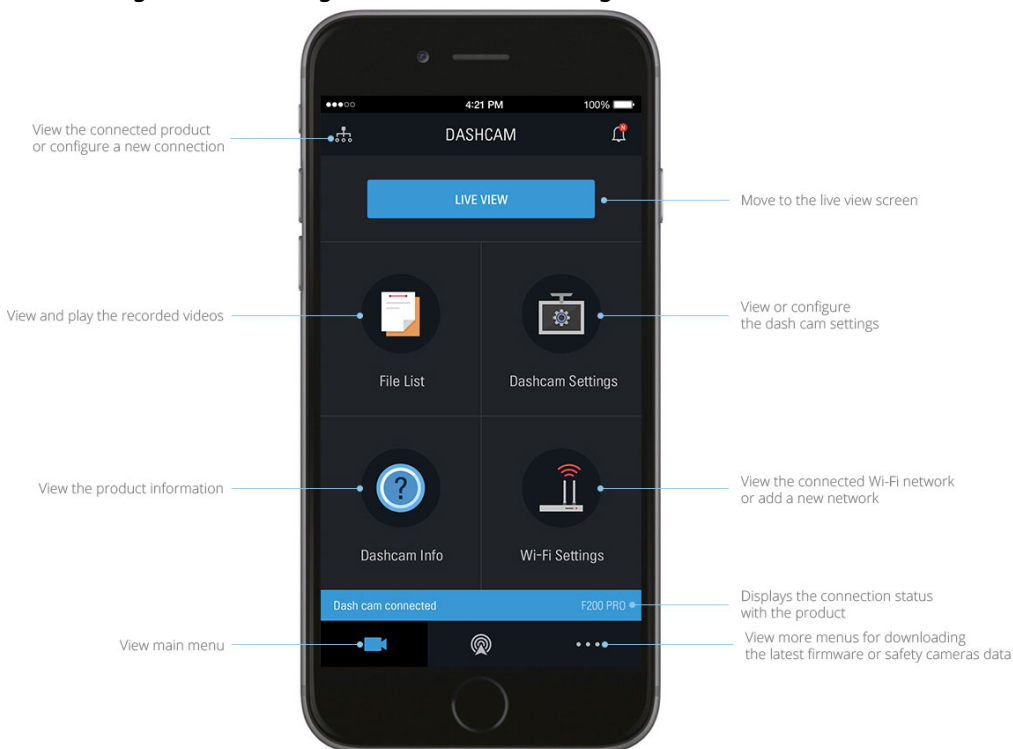 4:21 PM
100%
View the connected product
or configure a new connection
DASHCAM
N
LIVE VIEW
Move to the live view screen
View and play the recorded videos
File List
View or configure
the dash cam settings
Dashcam Settings
View the product information
?
Dashcam Info
View the connected Wi-Fi network
or add a new network
Wi-Fi Settings
Dash cam connected
F200 PRO
Displays the connection status
with the product
View main menu
View more menus for downloading
the latest firmware or safety cameras data